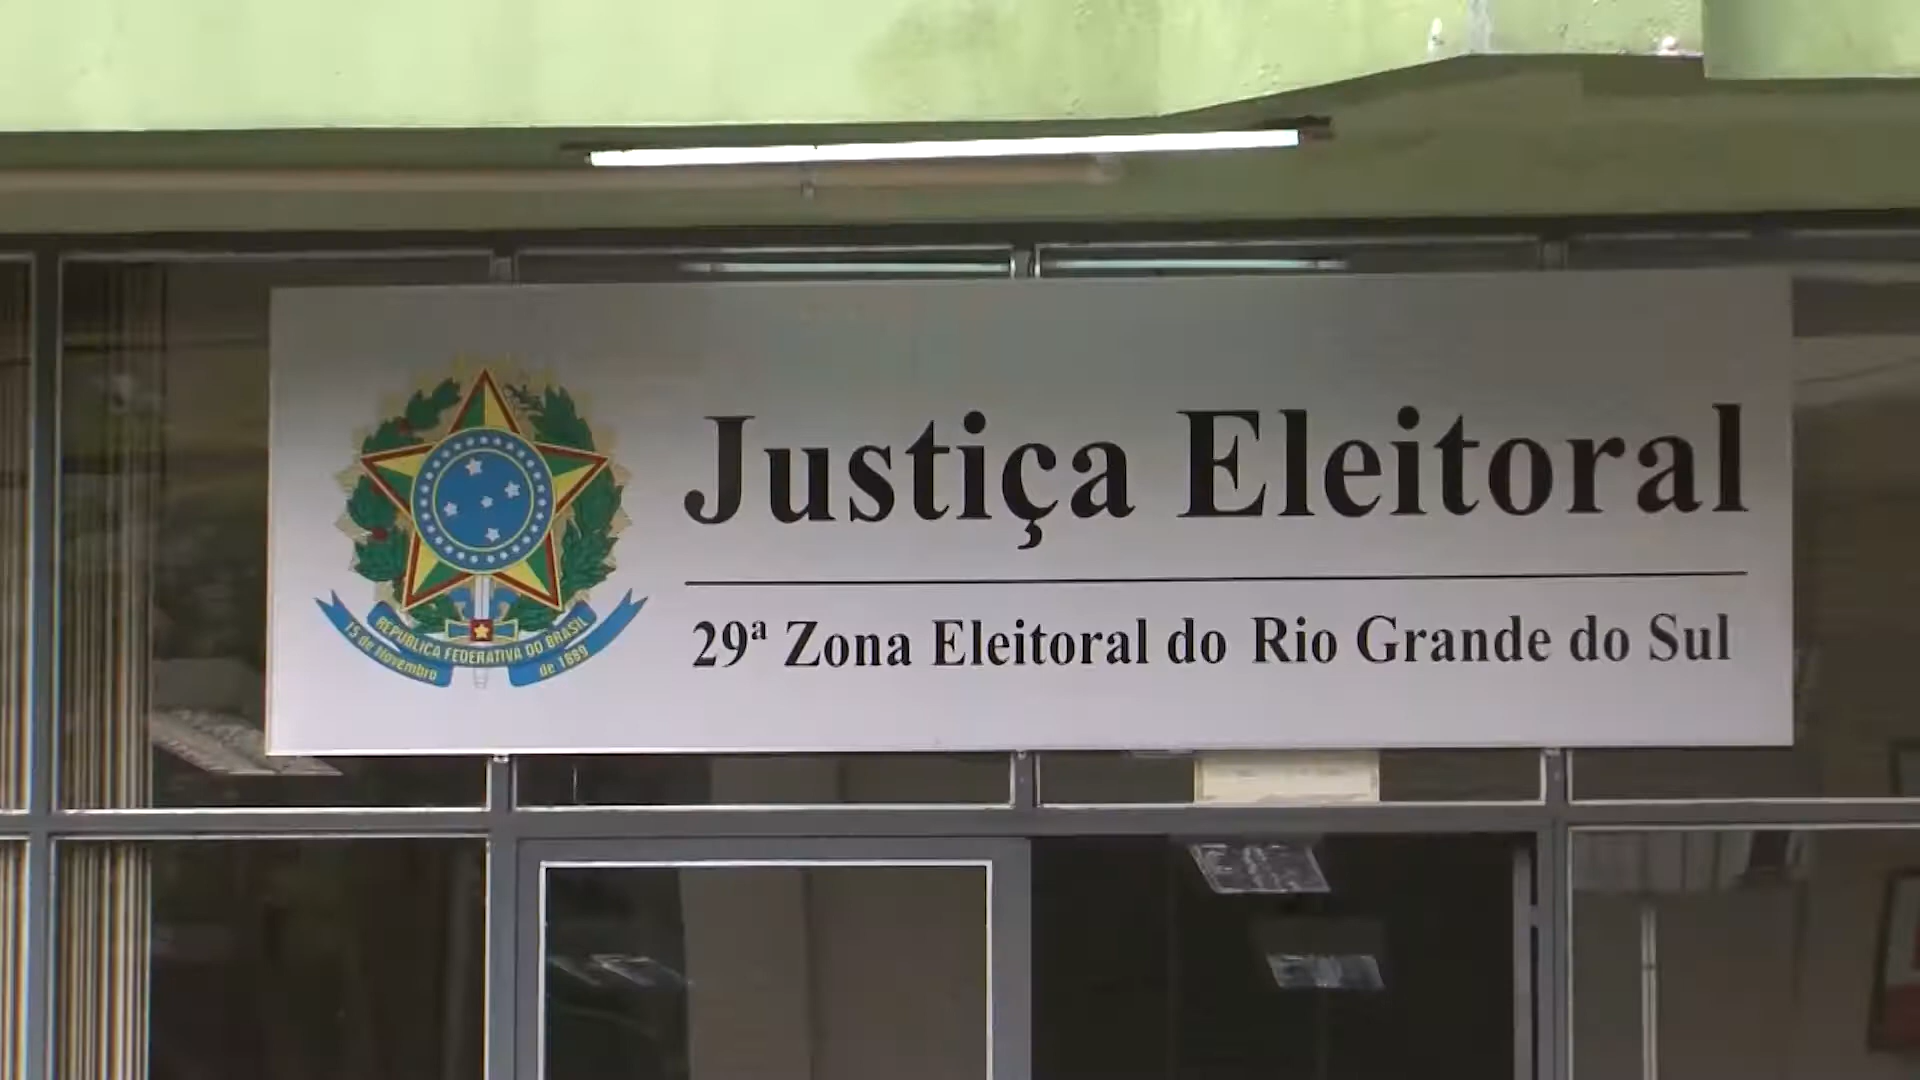 Justiça Eleitoral
29ª Zona Eleitoral do Rio Grande do Sul
REPÚBLICA FEDERATIVA DO BRASIL
15 de Novembro de 1889